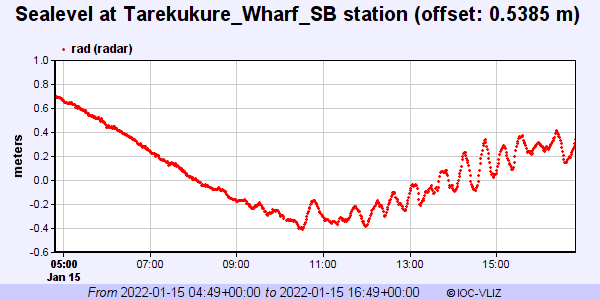 Sealevel at Tarekukure_Wharf_SB station (offset: 0.5385 m)
rad (radar)
1.0
0.8
0.6
0.4
0.2
0.0
-0.2
-0.4
-0.6
meters
05:00 07:00 09:00 11:00 13:00 15:00
Jan 15
From 2022-01-15 04:49+00:00 to 2022-01-15 16:49+00:00 © IOC-VLIZ